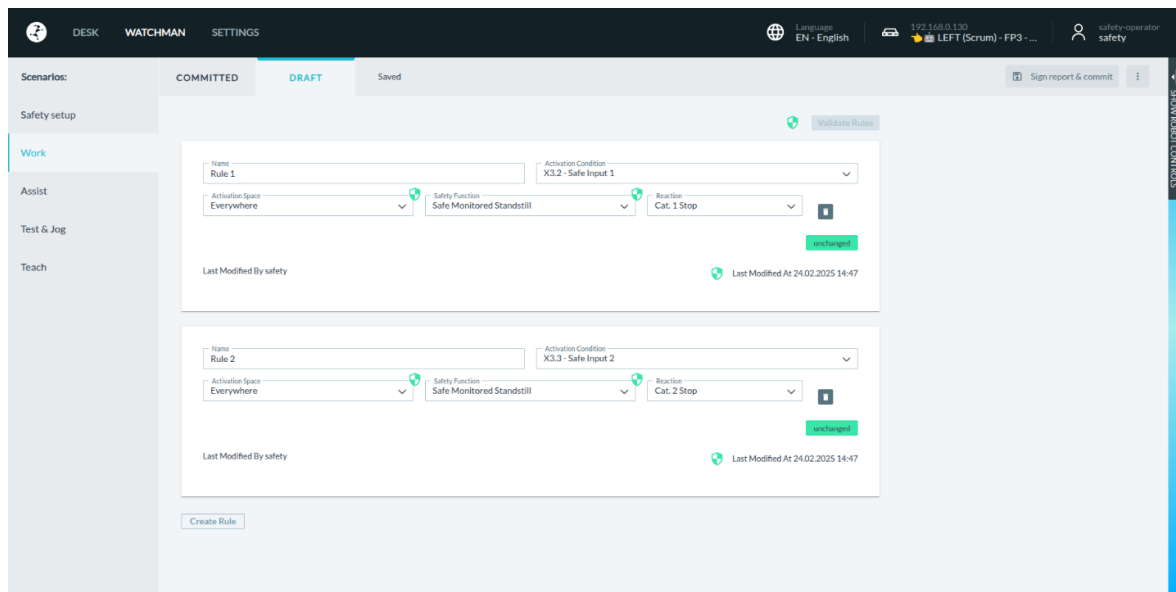 DESK WATCHMAN SETTINGS Language 192.168.0.130 safety-operator
EN - English LEFT (Scrum) - FP3 - ... safety
Scenarios: COMMITTED DRAFT Saved Sign report & commit
SHOW ROBOT CONTROLS
Safety setup
Validate Rules
Work
Name Activation Condition
Rule 1 X3.2 - Safe Input 1
Assist
Activation Space Safety Function Reaction
Everywhere Safe Monitored Standstill Cat. 1 Stop
Test & Jog
unchanged
Teach
Last Modified By safety Last Modified At 24.02.2025 14:47
Name Activation Condition
Rule 2 X3.3 - Safe Input 2
Activation Space Safety Function Reaction
Everywhere Safe Monitored Standstill Cat. 2 Stop
unchanged
Last Modified By safety Last Modified At 24.02.2025 14:47
Create Rule